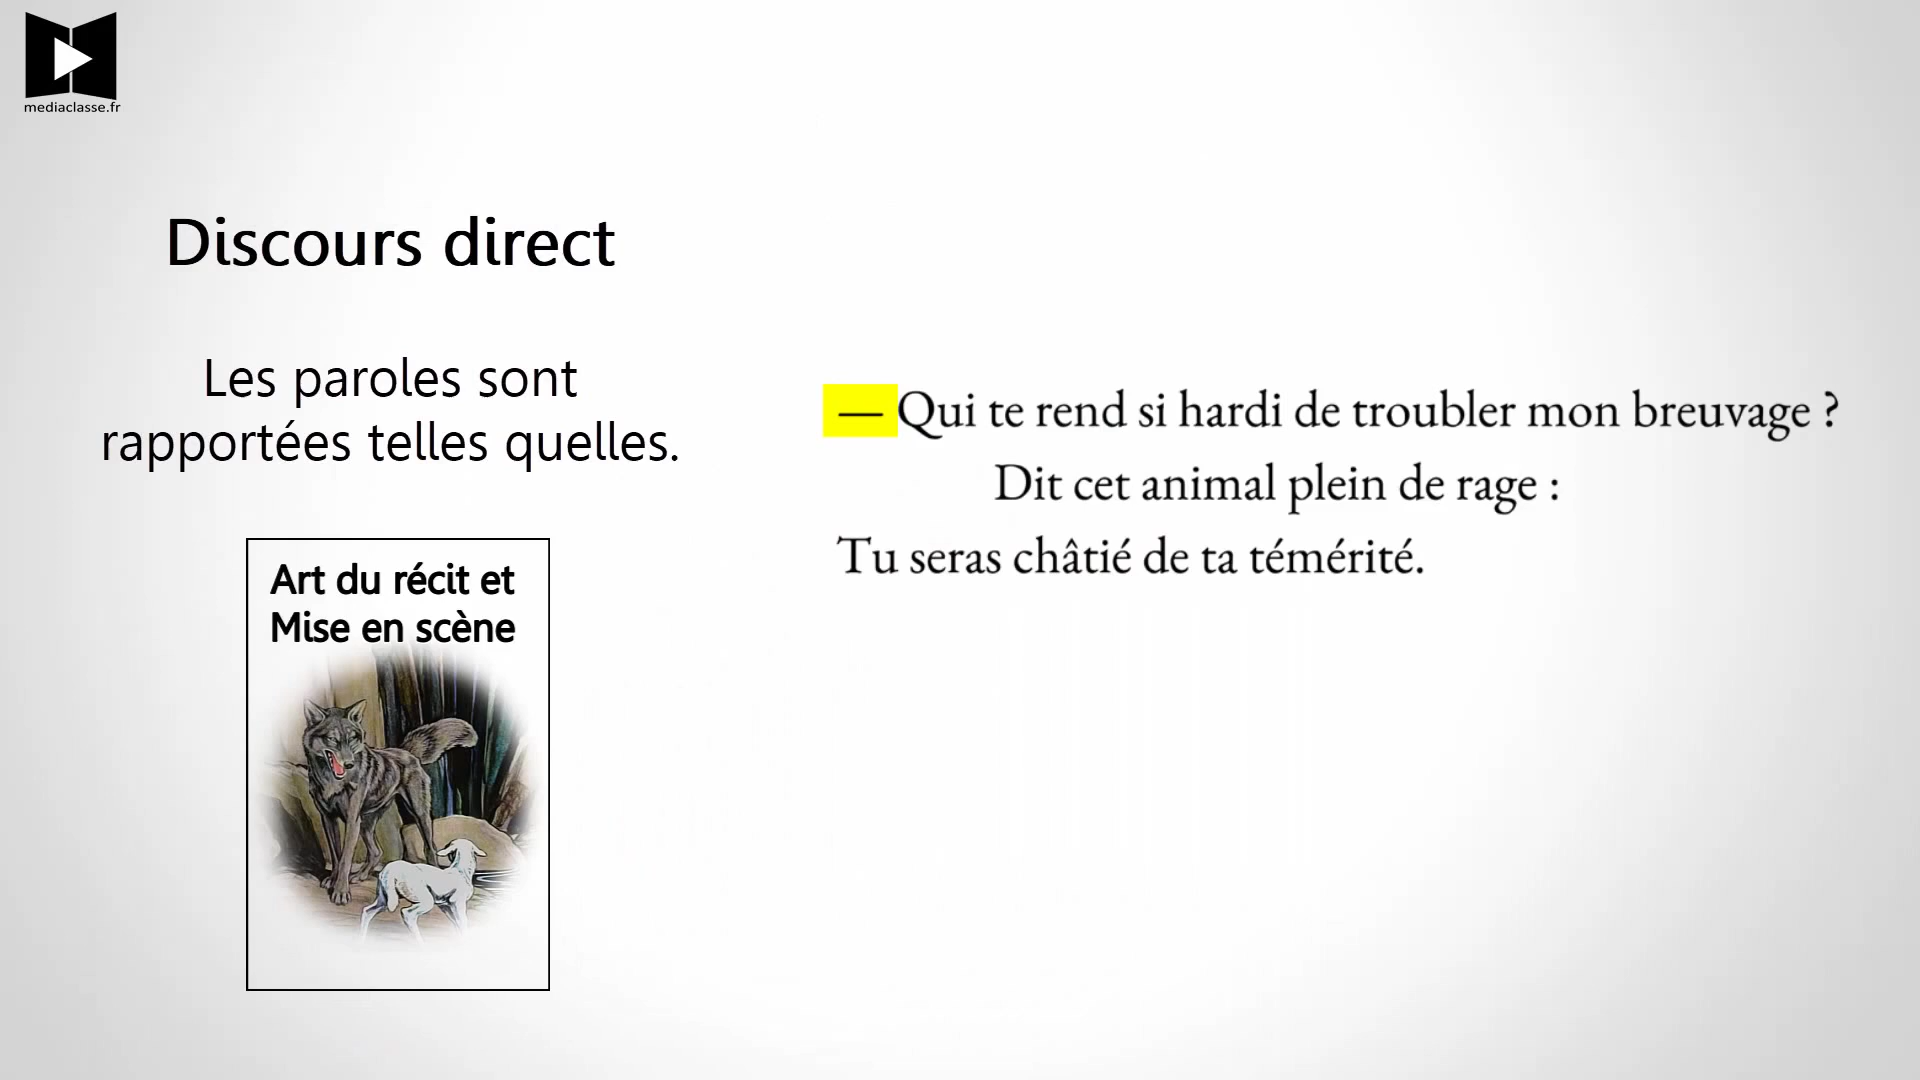 mediaclasse.fr
Discours direct
Les paroles sont
rapportées telles quelles.
Art du récit et
Mise en scène
— Qui te rend si hardi de troubler mon breuvage ?
Dit cet animal plein de rage :
Tu seras châtié de ta témérité.